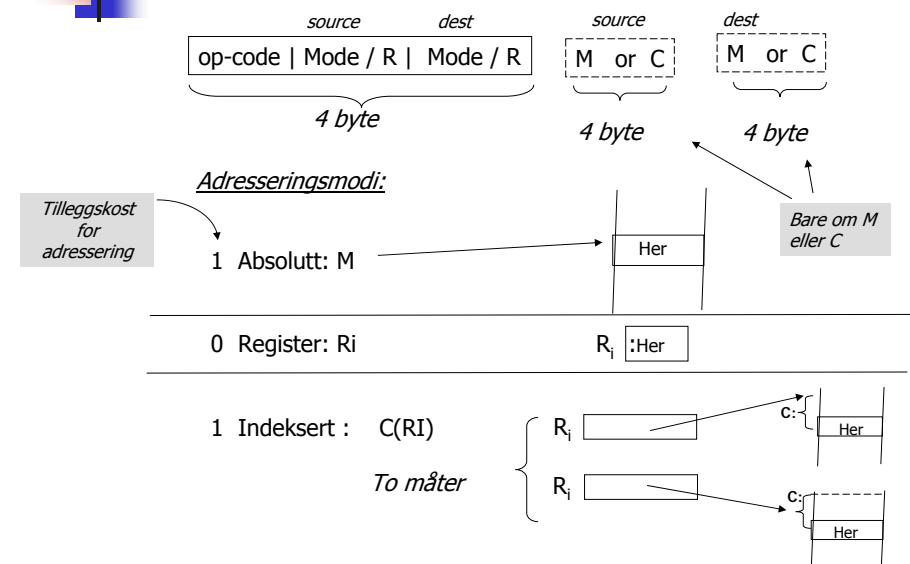 source dest source dest
op-code | Mode / R | Mode / R M or C M or C
4 byte 4 byte 4 byte
Adresseringsmodi:
Tilleggskost
for
adressering
Bare om M
eller C
1 Absolutt: M Her
0 Register: Ri Ri :Her
1 Indeksert : C(RI) Ri C: Her
To måter Ri C: Her